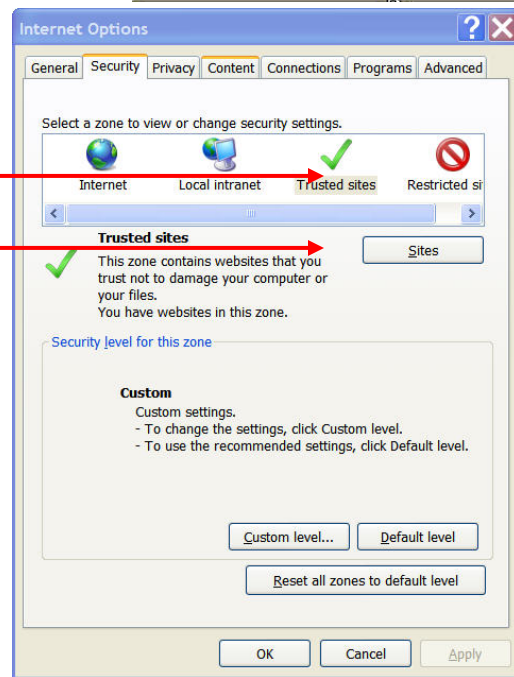 Internet Options
General Security Privacy Content Connections Programs Advanced
Select a zone to view or change security settings.
Internet Local intranet Trusted sites Restricted si
Trusted sites
Sites
This zone contains websites that you
trust not to damage your computer or
your files.
You have websites in this zone.
Security level for this zone
Custom
Custom settings.
- To change the settings, click Custom level.
- To use the recommended settings, click Default level.
Custom level... Default level
Reset all zones to default level
OK Cancel Apply